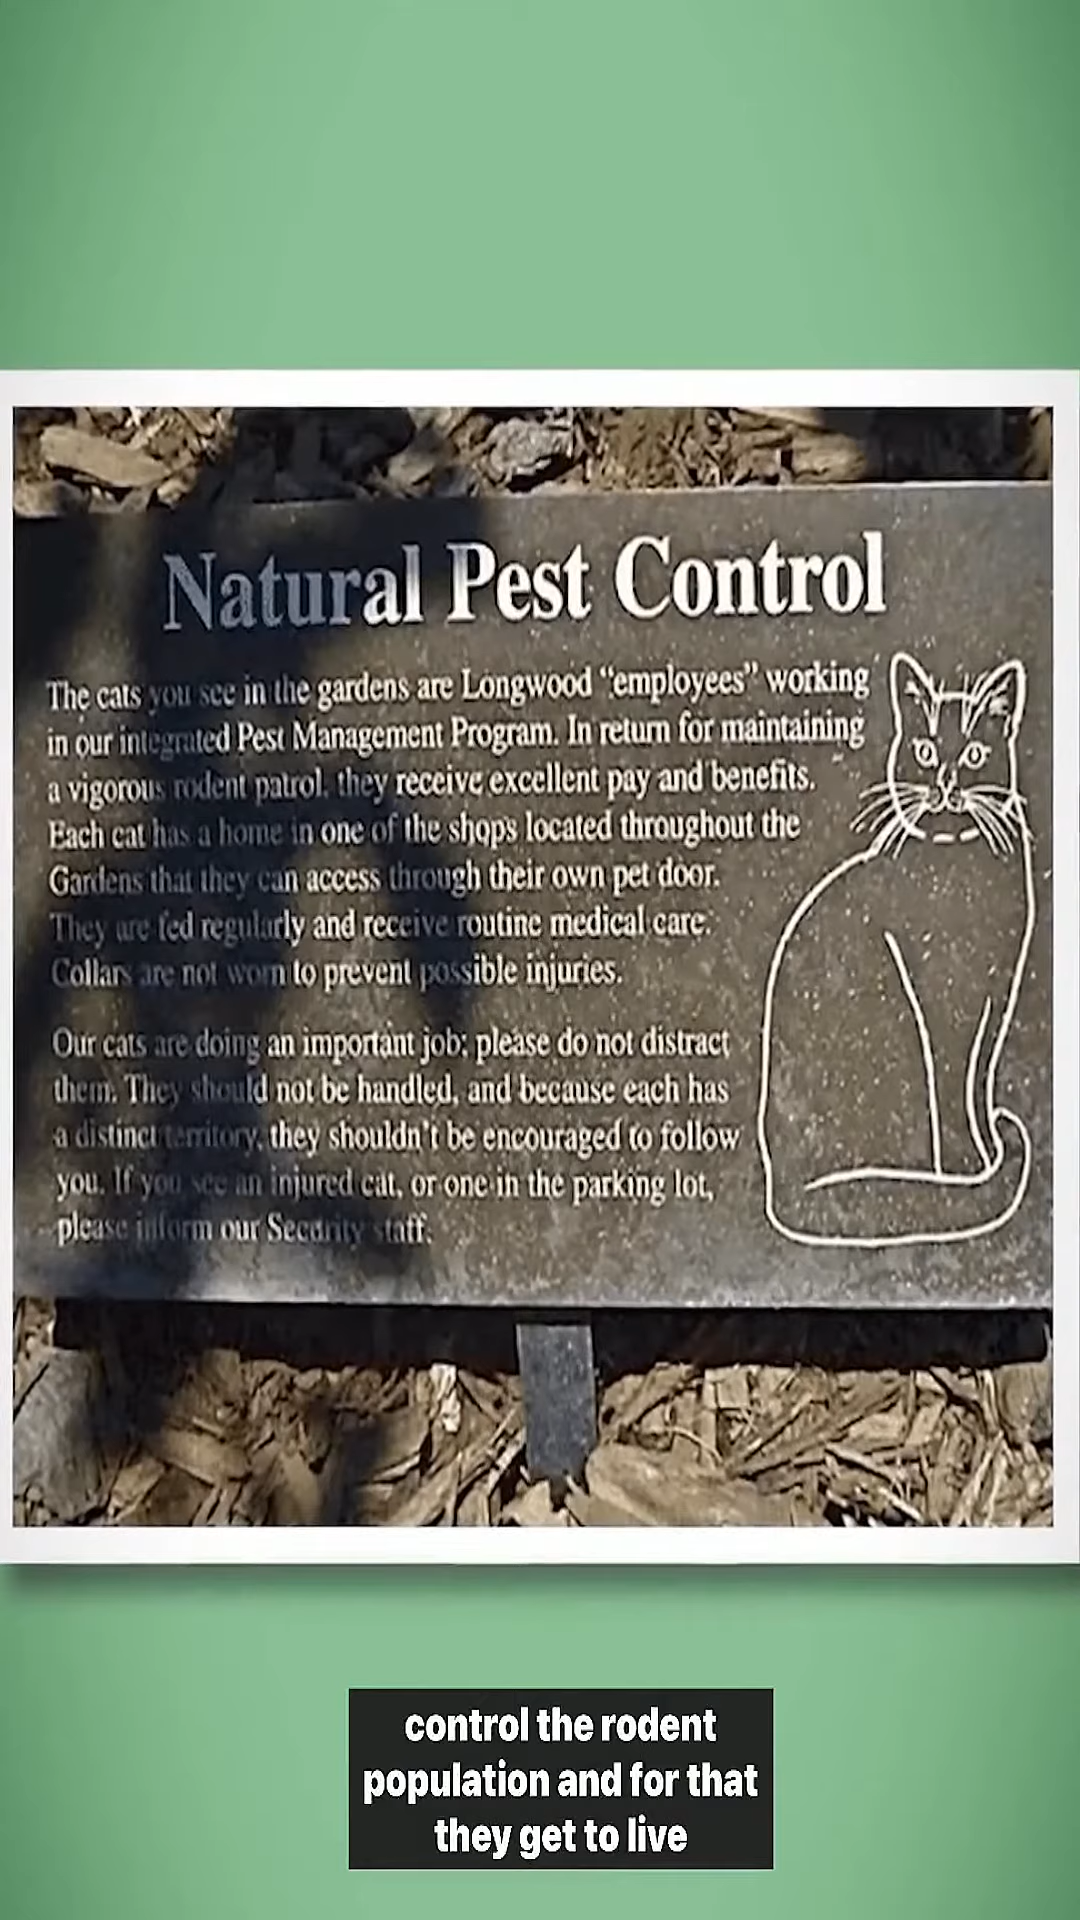 Natural Pest Control
The cats you see in the gardens are Longwood “employees” working
in our integrated Pest Management Program. In return for maintaining
a vigorous rodent patrol, they receive excellent pay and benefits.
Each cat has a home in one of the shops located throughout the
Gardens that they can access through their own pet door.
They are fed regularly and receive routine medical care.
Collars are not worn to prevent possible injuries.
Our cats are doing an important job; please do not distract
them. They should not be handled, and because each has
a distinct territory, they shouldn’t be encouraged to follow
you. If you see an injured cat, or one in the parking lot,
please inform our Security staff.
control the rodent
population and for that
they get to live